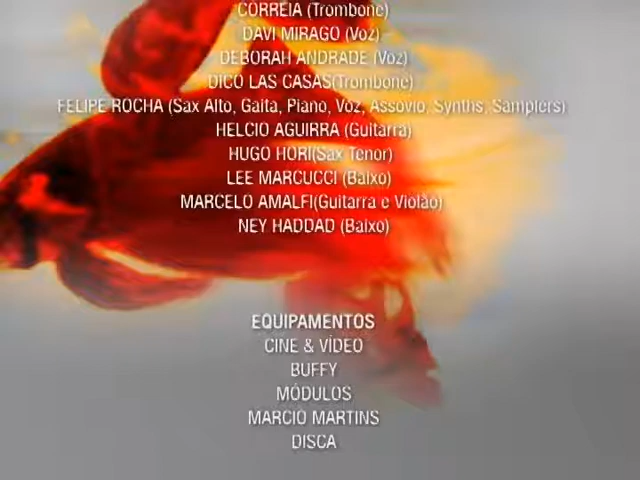 CORREIA (Trombone)
DAVI MIRAGO (Voz)
DEBORAH ANDRADE (Voz)
DICO LAS CASAS(Trombone)
FELIPE ROCHA (Sax Alto, Gaita, Piano, Voz, Assovio, Synths, Samplers)
HELCIO AGUIRRA (Guitarra)
HUGO HORI(Sax Tenor)
LEE MARCUCCI (Baixo)
MARCELO AMALFI(Guitarra e Violão)
NEY HADDAD (Baixo)
EQUIPAMENTOS
CINE & VÍDEO
BUFFY
MÓDULOS
MARCIO MARTINS
DISCA